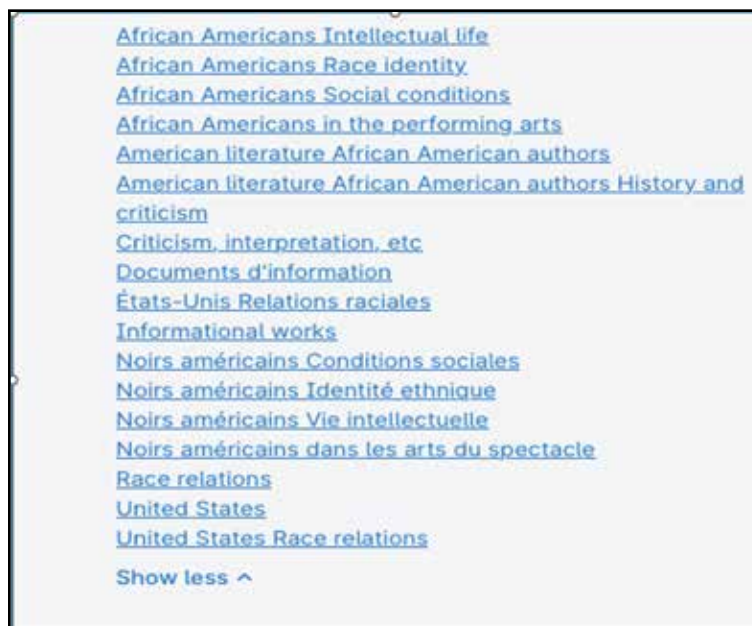 African Americans Intellectual life
African Americans Race identity
African Americans Social conditions
African Americans in the performing arts
American literature African American authors
American literature African American authors History and
criticism
Criticism, interpretation, etc
Documents d'information
États-Unis Relations raciales
Informational works
Noirs américains Conditions sociales
Noirs américains Identité ethnique
Noirs américains Vie intellectuelle
Noirs américains dans les arts du spectacle
Race relations
United States
United States Race relations
Show less